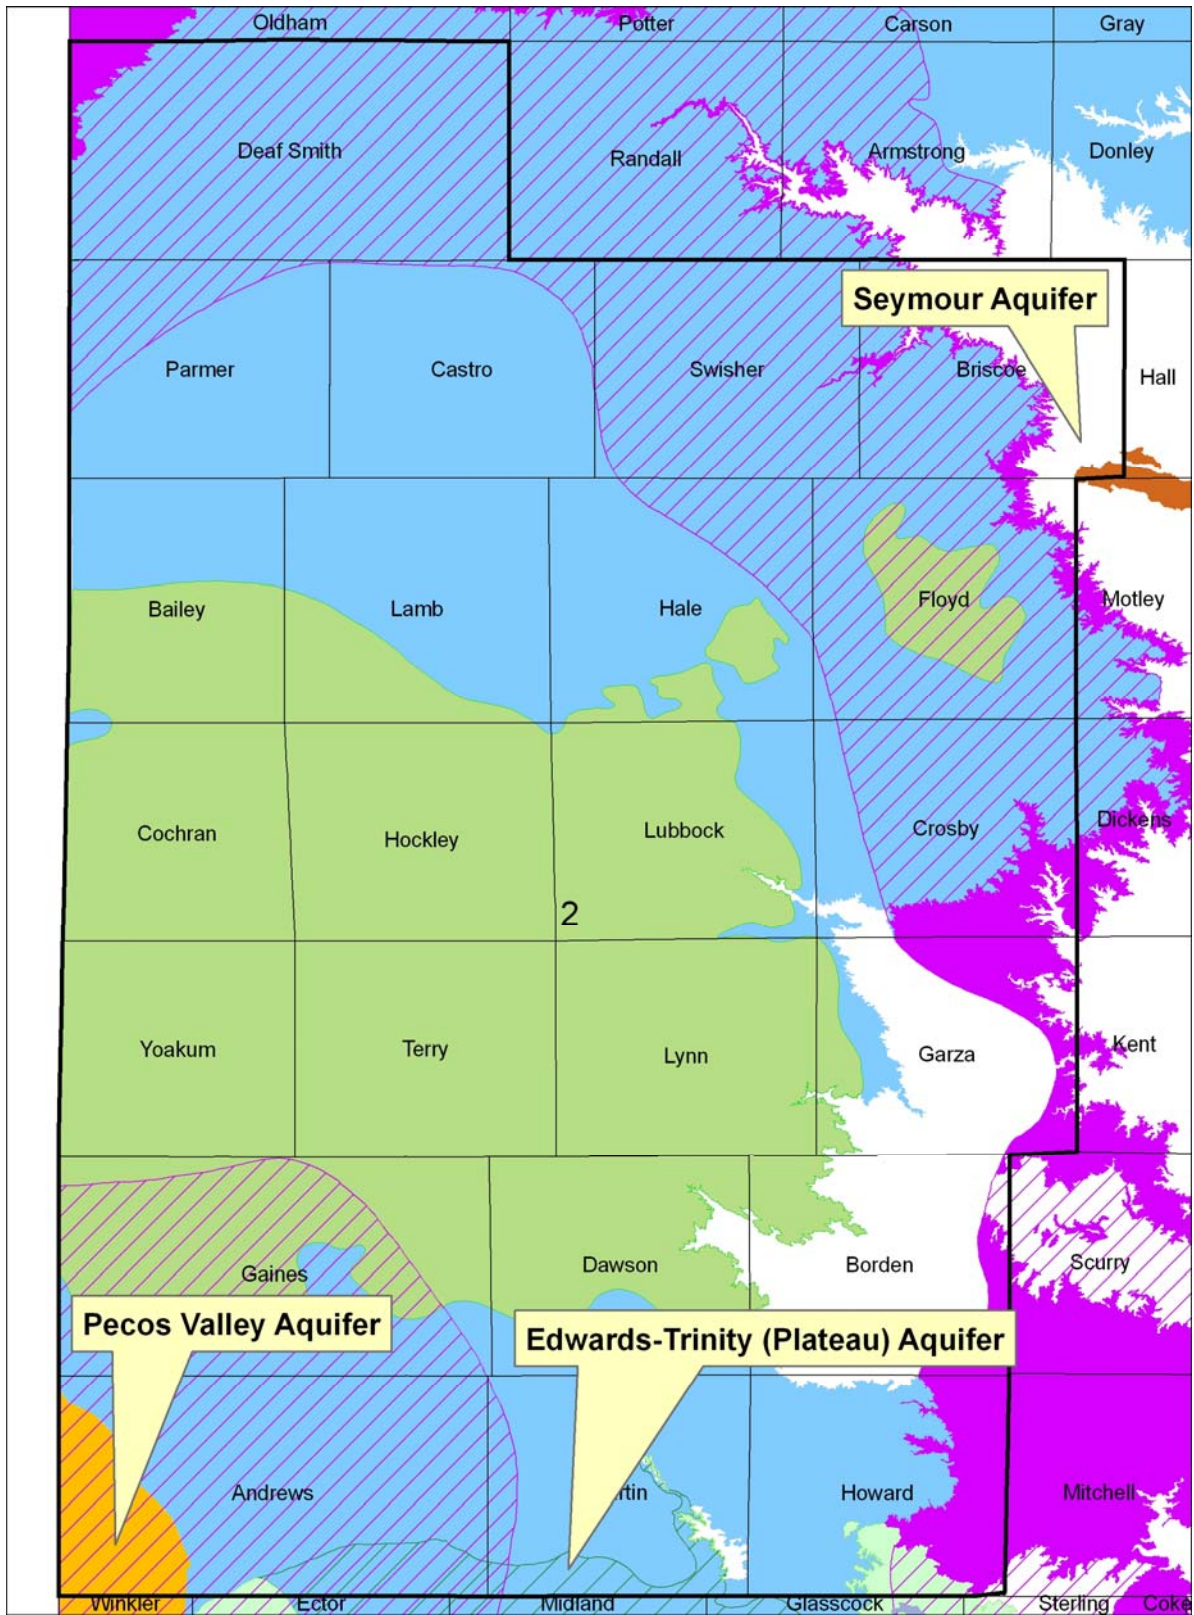 Oldham
Potter
Carson
Gray
Deaf Smith
Randall
Armstrong
Donley
Seymour Aquifer
Parmer
Castro
Swisher
Briscoe
Hall
Bailey
Lamb
Hale
Floyd
Motley
Cochran
Hockley
Lubbock
Crosby
Dickens
2
Yoakum
Terry
Lynn
Garza
Kent
Gaines
Dawson
Borden
Scurry
Pecos Valley Aquifer
Edwards-Trinity (Plateau) Aquifer
Andrews
rtin
Howard
Mitchell
Winkler
Ector
Midland
Glasscock
Sterling
Coke